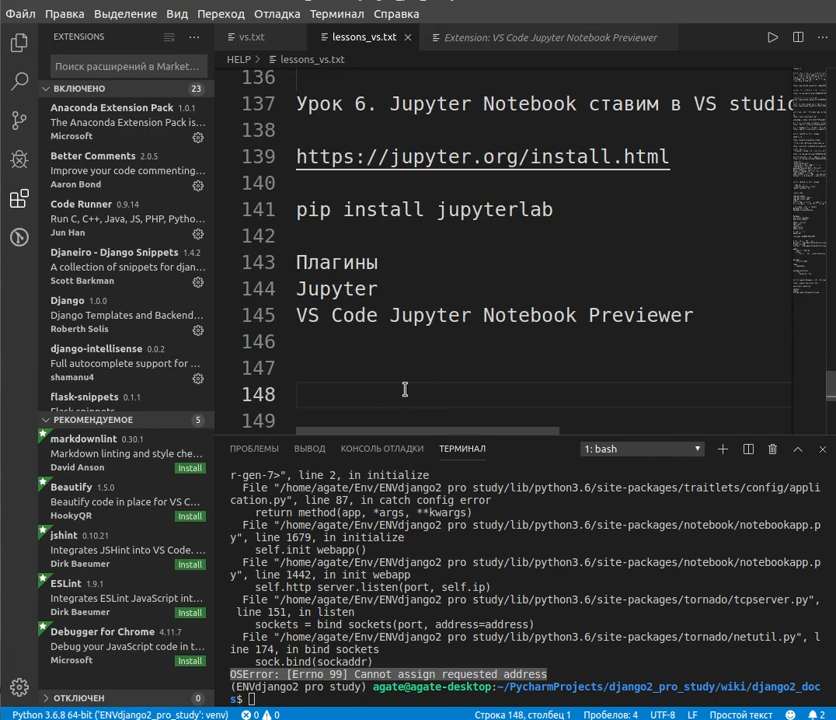 Файл Правка Выделение Вид Переход Отладка Терминал Справка
EXTENSIONS
vs.txt
lessons_vs.txt
Extension: VS Code Jupyter Notebook Previewer
Поиск расширений в Market...
HELP > lessons_vs.txt
ВКЛЮЧЕНО 23
Anaconda Extension Pack 1.0.1
The Anaconda Extension Pack is...
Microsoft
Better Comments 2.0.5
Improve your code commenting...
Aaron Bond
Code Runner 0.9.14
Run C, C++, Java, JS, PHP, Pytho...
Jun Han
Djaneiro - Django Snippets 1.4.2
A collection of snippets for djan...
Scott Barkman
Django 1.0.0
Django Templates and Backend...
Roberth Solis
django-intellisense 0.0.2
Full autocomplete support for ...
shamanu4
flask-snippets 0.1.1
Flask snippets
РЕКОМЕНДУЕМОЕ 5
markdownlint 0.30.1
Markdown linting and style che...
David Anson Install
Beautify 1.5.0
Beautify code in place for VS C...
HookyQR Install
jshint 0.10.21
Integrates JSHint into VS Code. ...
Dirk Baeumer Install
ESLint 1.9.1
Integrates ESLint JavaScript int...
Dirk Baeumer Install
Debugger for Chrome 4.11.7
Debug your JavaScript code in t...
Microsoft Install
ОТКЛЮЧЕН 0
136
137 Урок 6. Jupyter Notebook ставим в VS studio
138
139 https://jupyter.org/install.html
140
141 pip install jupyterlab
142
143 Плагины
144 Jupyter
145 VS Code Jupyter Notebook Previewer
146
147
148
149
ПРОБЛЕМЫ ВЫВОД КОНСОЛЬ ОТЛАДКИ ТЕРМИНАЛ 1: bash
r-gen-7>", line 2, in initialize
File "/home/agate/Env/ENVdjango2 pro study/lib/python3.6/site-packages/traitlets/config/appli
cation.py", line 87, in catch config error
return method(app, *args, **kwargs)
File "/home/agate/Env/ENVdjango2 pro study/lib/python3.6/site-packages/notebook/notebookapp.p
y", line 1679, in initialize
self.init webapp()
File "/home/agate/Env/ENVdjango2 pro study/lib/python3.6/site-packages/notebook/notebookapp.p
y", line 1442, in init webapp
self.http server.listen(port, self.ip)
File "/home/agate/Env/ENVdjango2 pro study/lib/python3.6/site-packages/tornado/tcpserver.py",
line 151, in listen
sockets = bind sockets(port, address=address)
File "/home/agate/Env/ENVdjango2 pro study/lib/python3.6/site-packages/tornado/netutil.py", l
ine 174, in bind sockets
sock.bind(sockaddr)
OSError: [Errno 99] Cannot assign requested address
(ENVdjango2 pro study) agate@agate-desktop:~/PycharmProjects/django2_pro_study/wiki/django2_doc
s$
Python 3.6.8 64-bit ('ENVdjango2_pro_study': venv) 0 0 Строка 148, столбец 1 Пробелов: 4 UTF-8 LF Простой текст 2